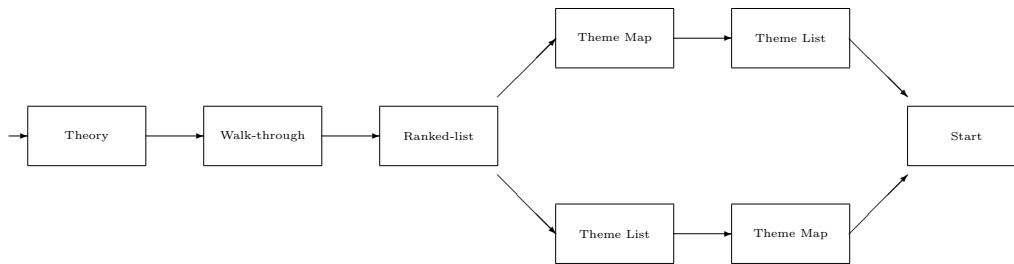 Theme Map
Theme List
Theory
Walk-through
Ranked-list
Start
Theme List
Theme Map